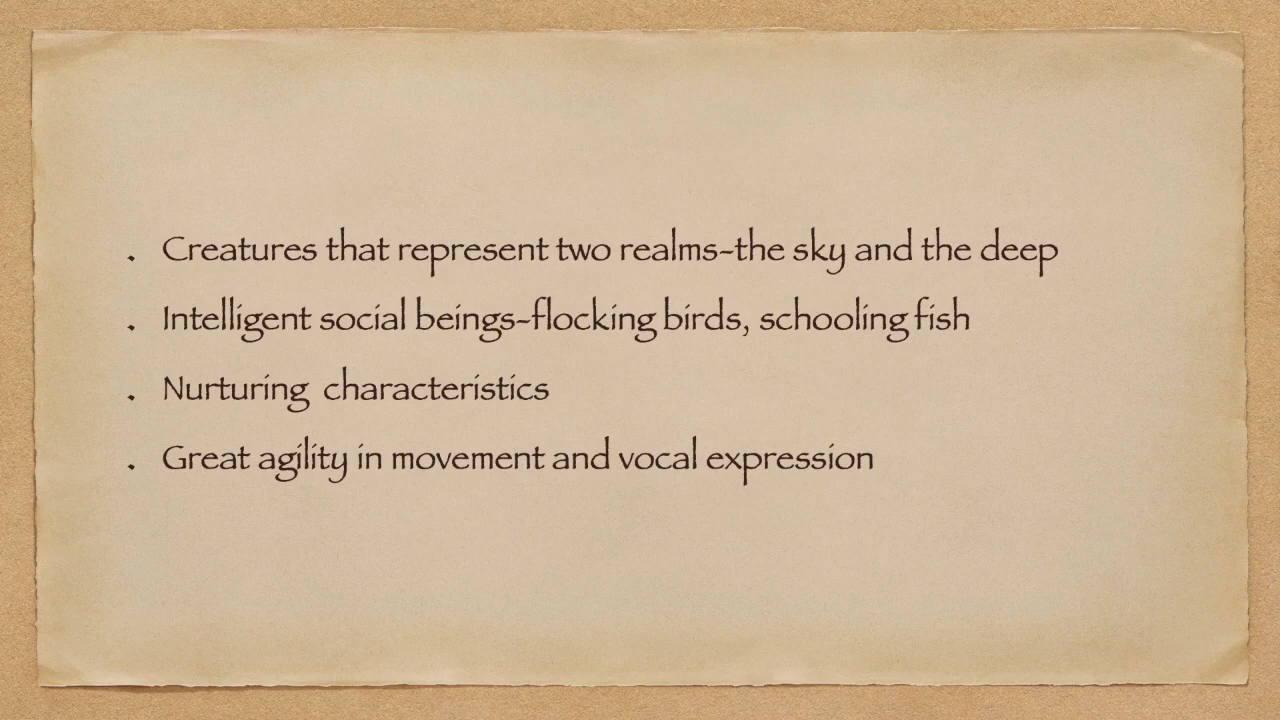 . Creatures that represent two realms-the sky and the deep
. Intelligent social beings-flocking birds, schooling fish
. Nurturing  characteristics
. Great agility in movement and vocal expression